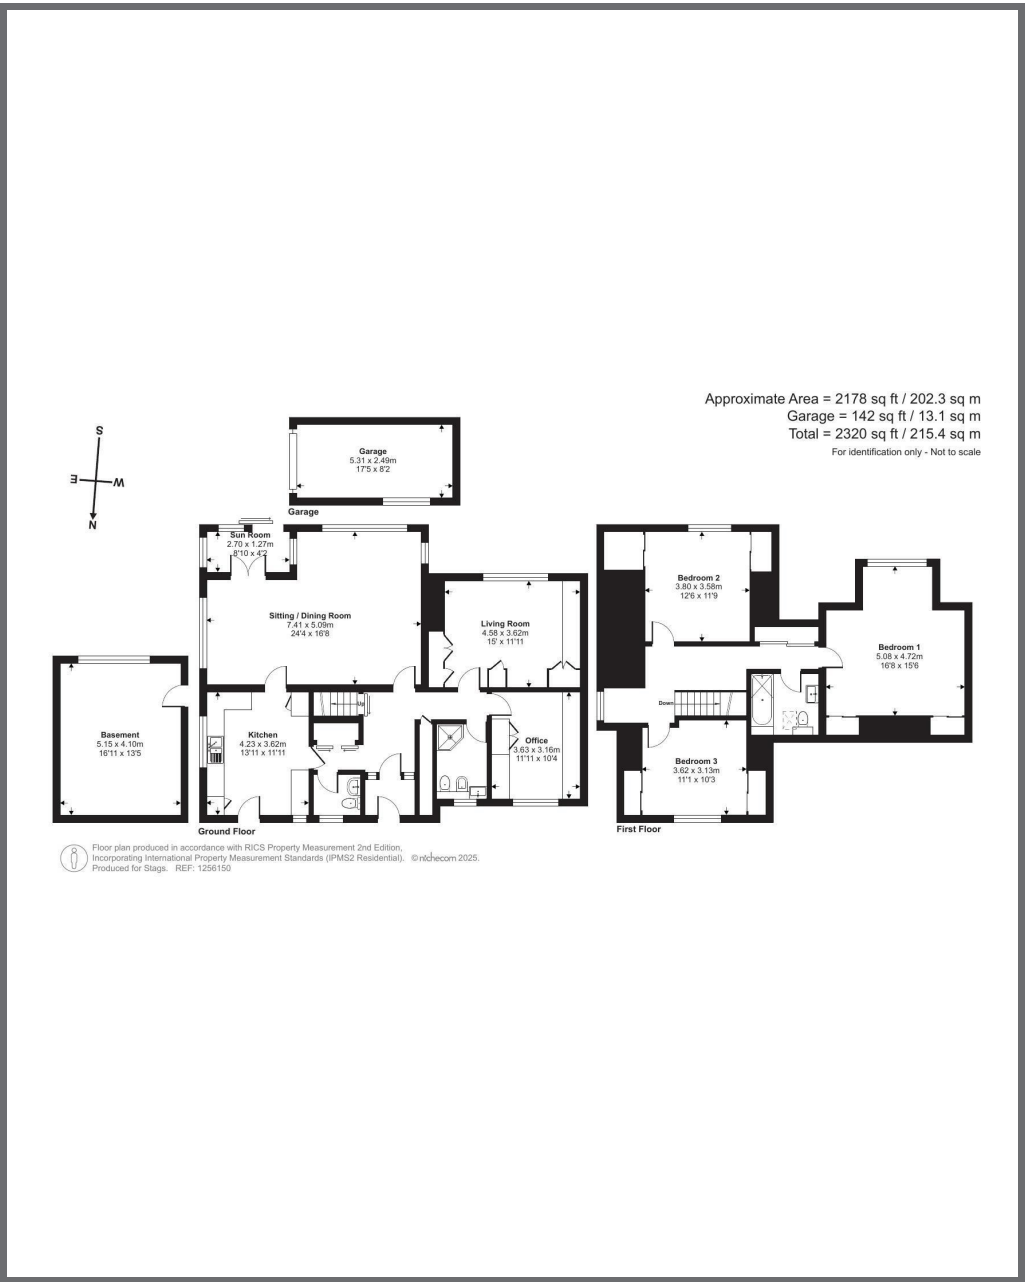 Approximate Area = 2178 sq ft / 202.3 sq m
Garage = 142 sq ft / 13.1 sq m
Total = 2320 sq ft / 215.4 sq m
For identification only - Not to scale
S
E
W
N
Garage
5.31 x 2.49m
17'5 x 8'2
Garage
Sun Room
2.70 x 1.27m
8'10 x 4'2
Sitting / Dining Room
7.41 x 5.09m
24'4 x 16'8
Living Room
4.58 x 3.62m
15' x 11'11
Basement
5.15 x 4.10m
16'11 x 13'5
Kitchen
4.23 x 3.62m
13'11 x 11'11
Up
Office
3.63 x 3.16m
11'11 x 10'4
Ground Floor
Bedroom 2
3.80 x 3.58m
12'6 x 11'9
Bedroom 1
5.08 x 4.72m
16'8 x 15'6
Down
Bedroom 3
3.62 x 3.13m
11'1 x 10'3
First Floor
Floor plan produced in accordance with RICS Property Measurement 2nd Edition,
Incorporating International Property Measurement Standards (IPMS2 Residential). © ntchecom 2025.
Produced for Stags. REF: 1256150